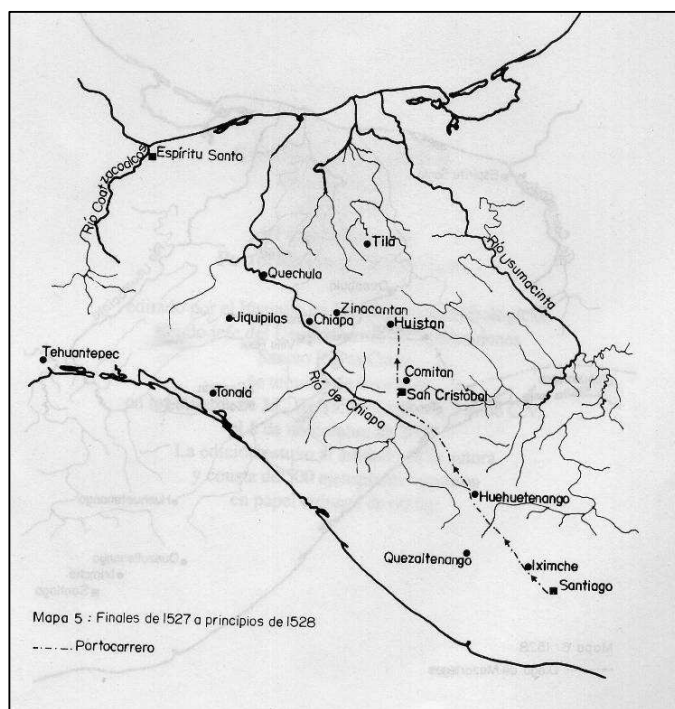 Espíritu Santo
Río Coatzacoalcos
Tila
Río Usumacinta
Quechula
Jiquipilas
Chiapa
Zinacantan
Huistan
Tehuantepec
Comitan
San Cristóbal
Tonalá
Río de Chiapa
Huehuetenango
Quezaltenango
Iximche
Santiago
Mapa 5 : Finales de 1527 a principios de 1528
Portocarrero